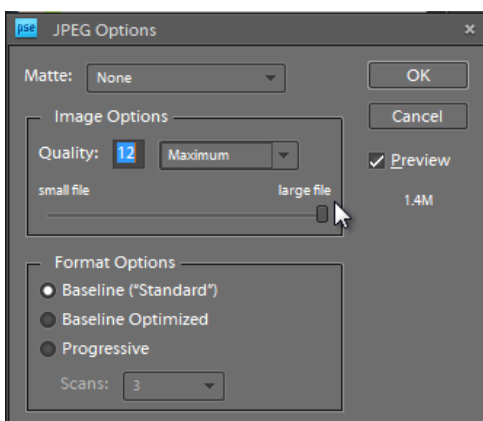 pse JPEG Options
Matte: None
OK
Image Options
Cancel
Quality: 12 Maximum
Preview
small file large file
1.4M
Format Options
Baseline (“Standard”)
Baseline Optimized
Progressive
Scans: 3